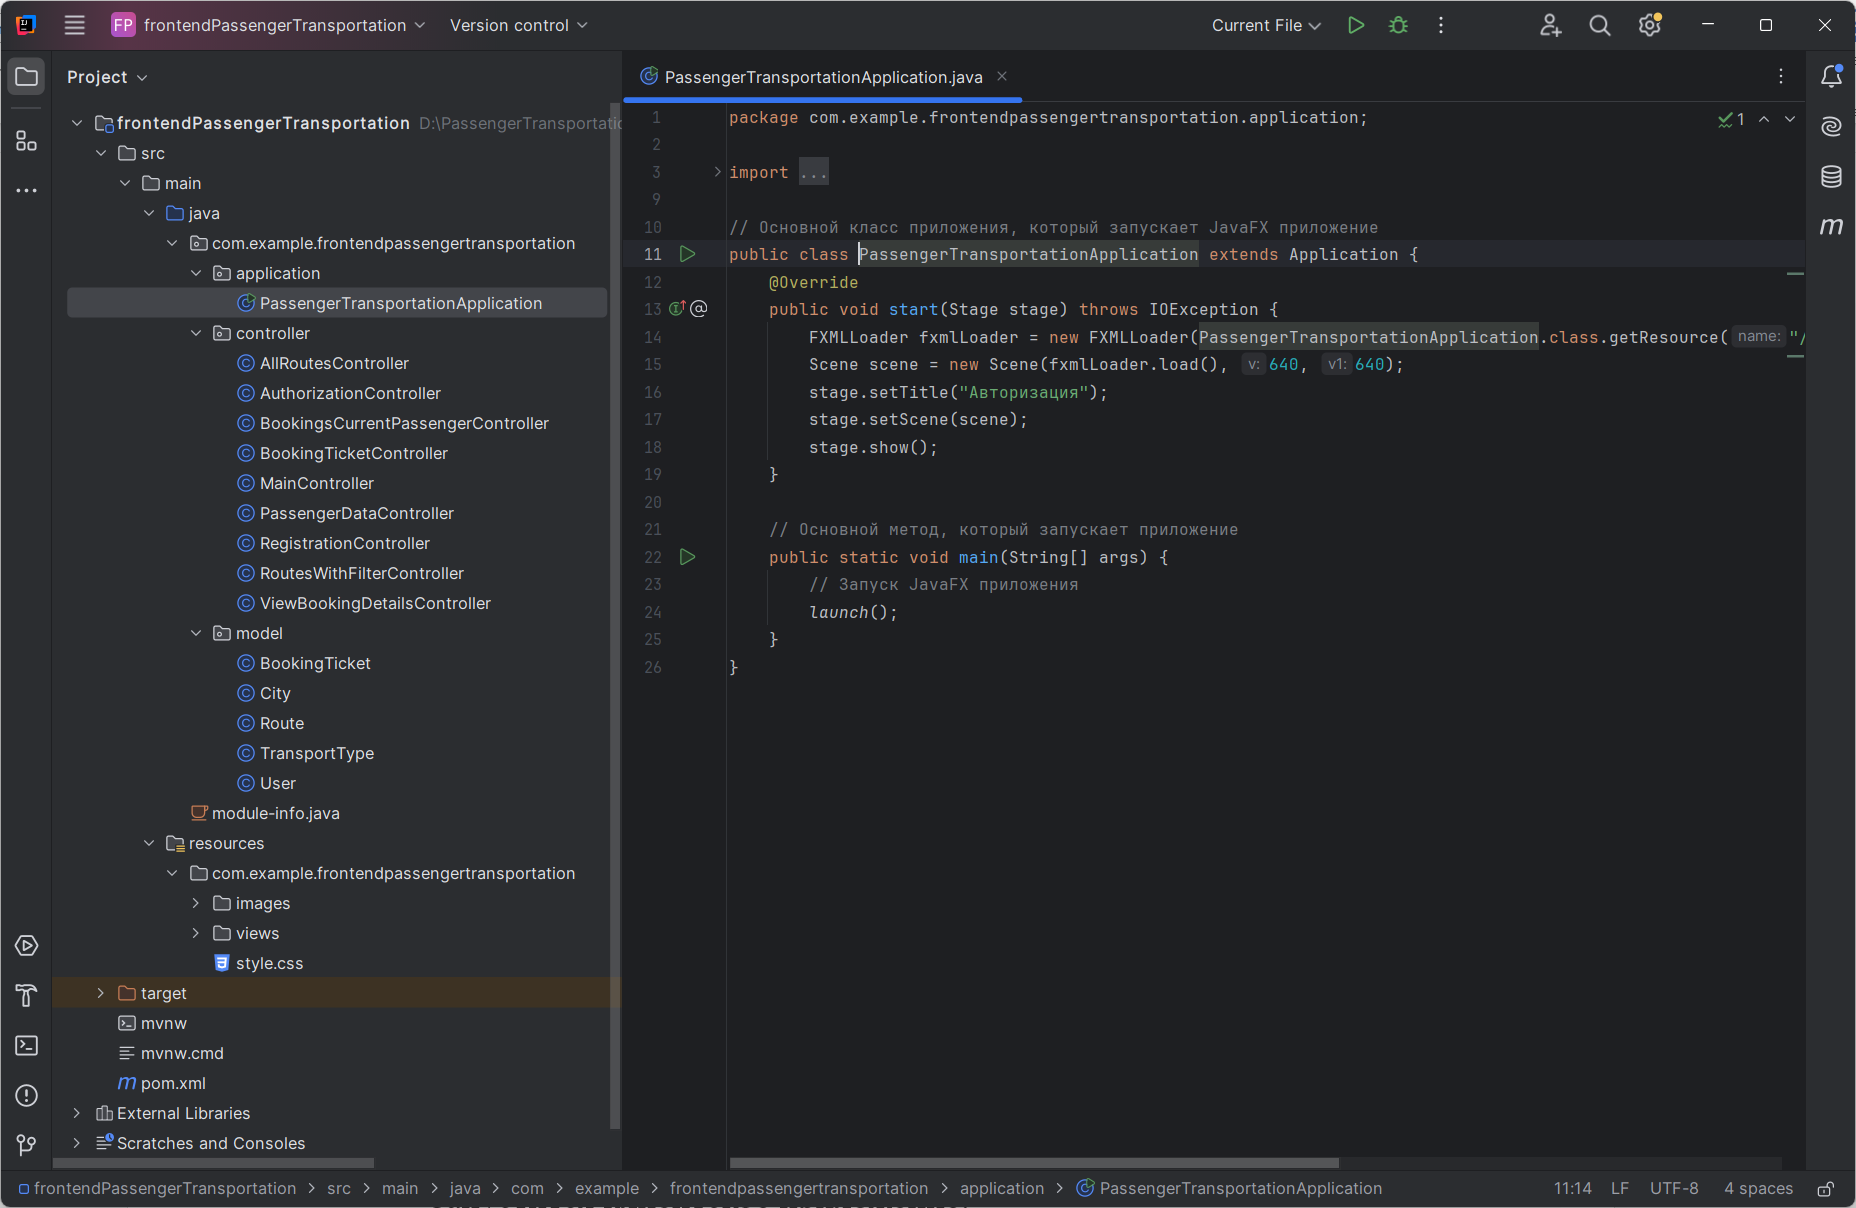 FP frontendPassengerTransportation Version control Current File
Project
PassengerTransportationApplication.java
frontendPassengerTransportation D:\PassengerTransportatio
src
main
java
com.example.frontendpassengertransportation
application
PassengerTransportationApplication
controller
AllRoutesController
AuthorizationController
BookingsCurrentPassengerController
BookingTicketController
MainController
PassengerDataController
RegistrationController
RoutesWithFilterController
ViewBookingDetailsController
model
BookingTicket
City
Route
TransportType
User
module-info.java
resources
com.example.frontendpassengertransportation
images
views
style.css
target
mvnw
mvnw.cmd
m pom.xml
External Libraries
Scratches and Consoles
1 package com.example.frontendpassengertransportation.application;
1
2
3 import ...
9
10 // Основной класс приложения, который запускает JavaFX приложение
11 public class PassengerTransportationApplication extends Application {
12 @Override
13 public void start(Stage stage) throws IOException {
14 FXMLLoader fxmlLoader = new FXMLLoader(PassengerTransportationApplication.class.getResource( name: "/
15 Scene scene = new Scene(fxmlLoader.load(), v: 640, v1: 640);
16 stage.setTitle("Авторизация");
17 stage.setScene(scene);
18 stage.show();
19 }
20
21 // Основной метод, который запускает приложение
22 public static void main(String[] args) {
23 // Запуск JavaFX приложения
24 launch();
25 }
26 }
m
frontendPassengerTransportation > src > main > java > com > example > frontendpassengertransportation > application > PassengerTransportationApplication 11:14 LF UTF-8 4 spaces